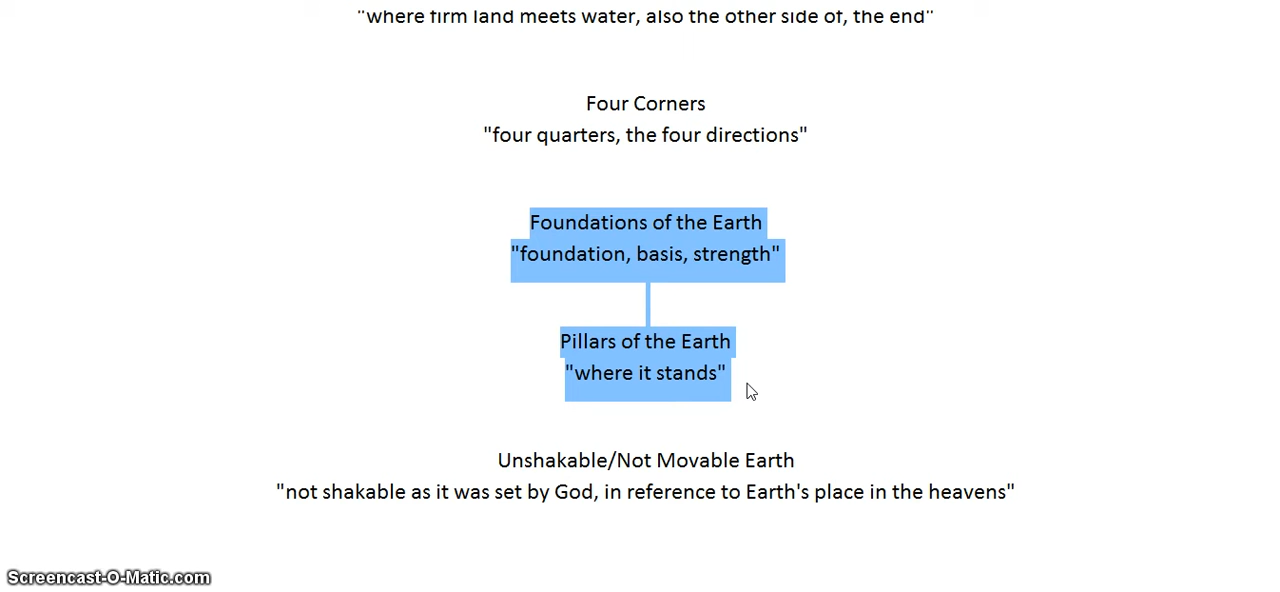 "where firm land meets water, also the other side of, the end"
Four Corners
"four quarters, the four directions"
Foundations of the Earth
"foundation, basis, strength"
Pillars of the Earth
"where it stands"
Unshakable/Not Movable Earth
"not shakable as it was set by God, in reference to Earth's place in the heavens"
Screencast-O-Matic.com